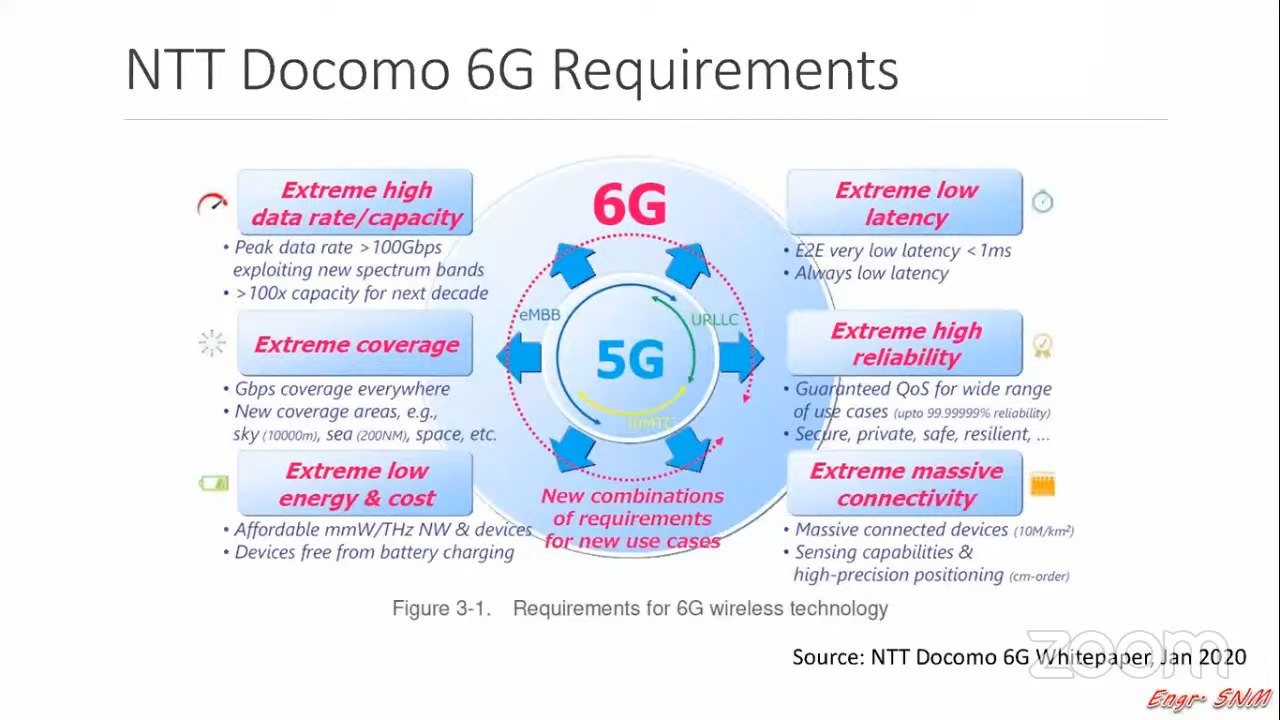 NTT Docomo 6G Requirements
Extreme high
data rate/capacity
• Peak data rate >100Gbps
exploiting new spectrum bands
• >100x capacity for next decade
Extreme coverage
• Gbps coverage everywhere
• New coverage areas, e.g.,
sky (10000m), sea (200NM), space, etc.
Extreme low
energy & cost
• Affordable mmW/THz NW & devices
• Devices free from battery charging
6G
eMBB
URLLC
5G
mMTC
New combinations
of requirements
for new use cases
Extreme low
latency
• E2E very low latency <1ms
• Always low latency
Extreme high
reliability
• Guaranteed QoS for wide range
of use cases (upto 99.99999% reliability)
• Secure, private, safe, resilient, ...
Extreme massive
connectivity
• Massive connected devices (10M/km²)
• Sensing capabilities &
high-precision positioning (cm-order)
Figure 3-1. Requirements for 6G wireless technology
zoom
Source: NTT Docomo 6G Whitepaper, Jan 2020
Engr. SNM